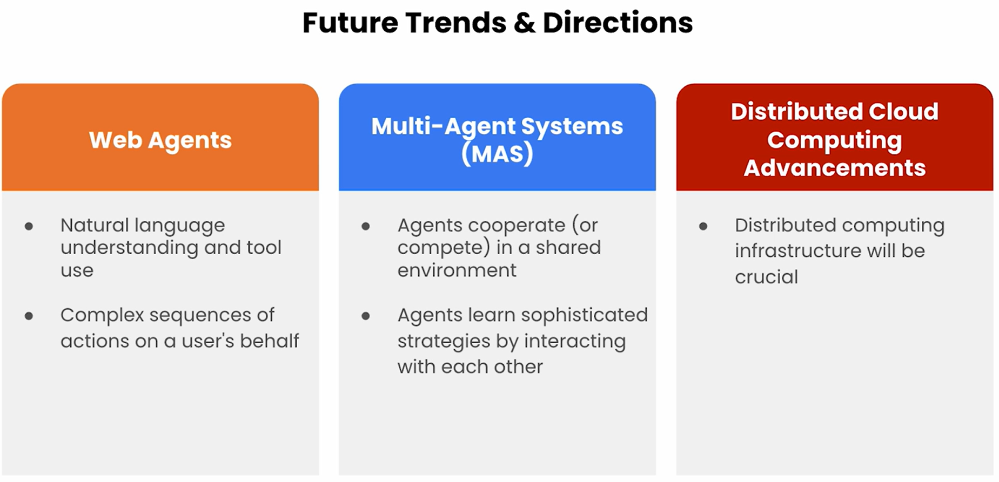 Future Trends & Directions
Web Agents
● Natural language
understanding and tool
use
● Complex sequences of
actions on a user's behalf
Multi-Agent Systems
(MAS)
● Agents cooperate (or
compete) in a shared
environment
● Agents learn sophisticated
strategies by interacting
with each other
Distributed Cloud
Computing
Advancements
● Distributed computing
infrastructure will be
crucial